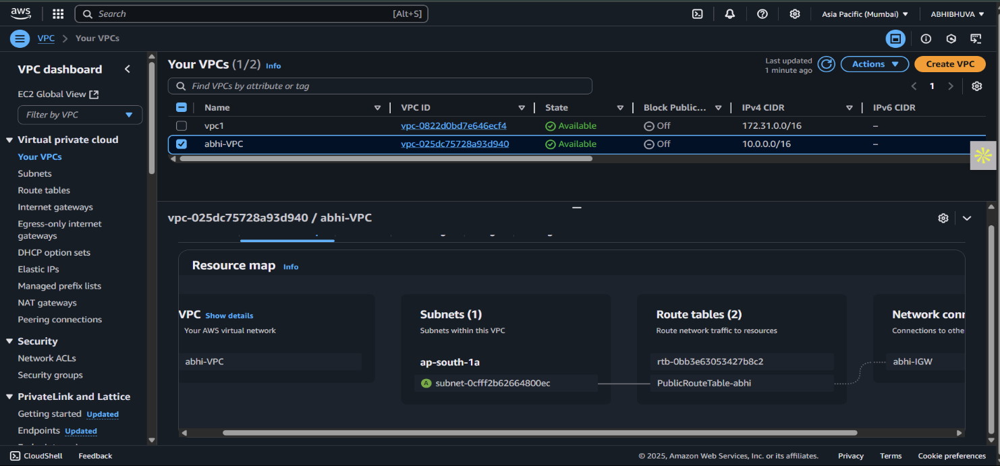 aws
Search [Alt+S] Asia Pacific (Mumbai) ABHIBHUVA
VPC Your VPCs
VPC dashboard
EC2 Global View
Filter by VPC
Virtual private cloud
Your VPCs
Subnets
Route tables
Internet gateways
Egress-only internet
gateways
DHCP option sets
Elastic IPs
Managed prefix lists
NAT gateways
Peering connections
Security
Network ACLs
Security groups
PrivateLink and Lattice
Getting started Updated
Endpoints Updated
Your VPCs (1/2) Info
Last updated
1 minute ago
Actions
Create VPC
Find VPCs by attribute or tag
1
Name VPC ID State Block Public... IPv4 CIDR IPv6 CIDR
vpc1 vpc-0822d0bd7e646ecf4 Available Off 172.31.0.0/16 –
abhi-VPC vpc-025dc75728a93d940 Available Off 10.0.0.0/16 –
vpc-025dc75728a93d940 / abhi-VPC
Resource map Info
VPC Show details
Your AWS virtual network
abhi-VPC
Subnets (1)
Subnets within this VPC
ap-south-1a
A subnet-0cfff2b62664800ec
Route tables (2)
Route network traffic to resources
rtb-0bb3e63053427b8c2
PublicRouteTable-abhi
Network conn
Connections to othe
abhi-IGW
CloudShell Feedback © 2025, Amazon Web Services, Inc. or its affiliates. Privacy Terms Cookie preferences